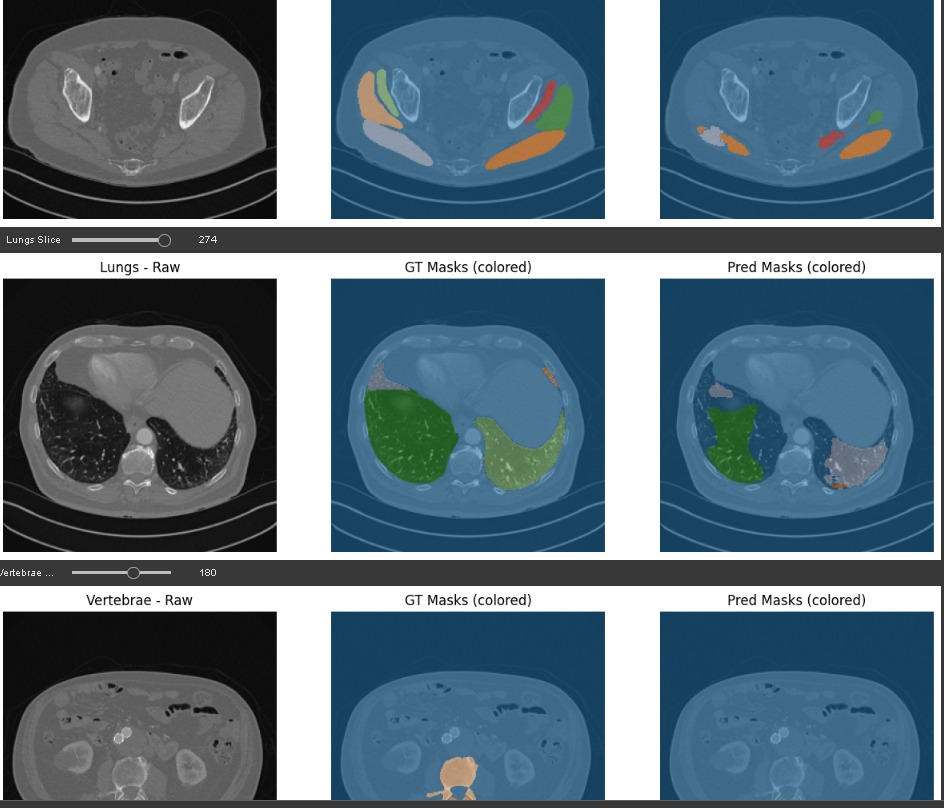 Lungs Slice 274
Lungs - Raw GT Masks (colored) Pred Masks (colored)
Vertebrae ... 180
Vertebrae - Raw GT Masks (colored) Pred Masks (colored)